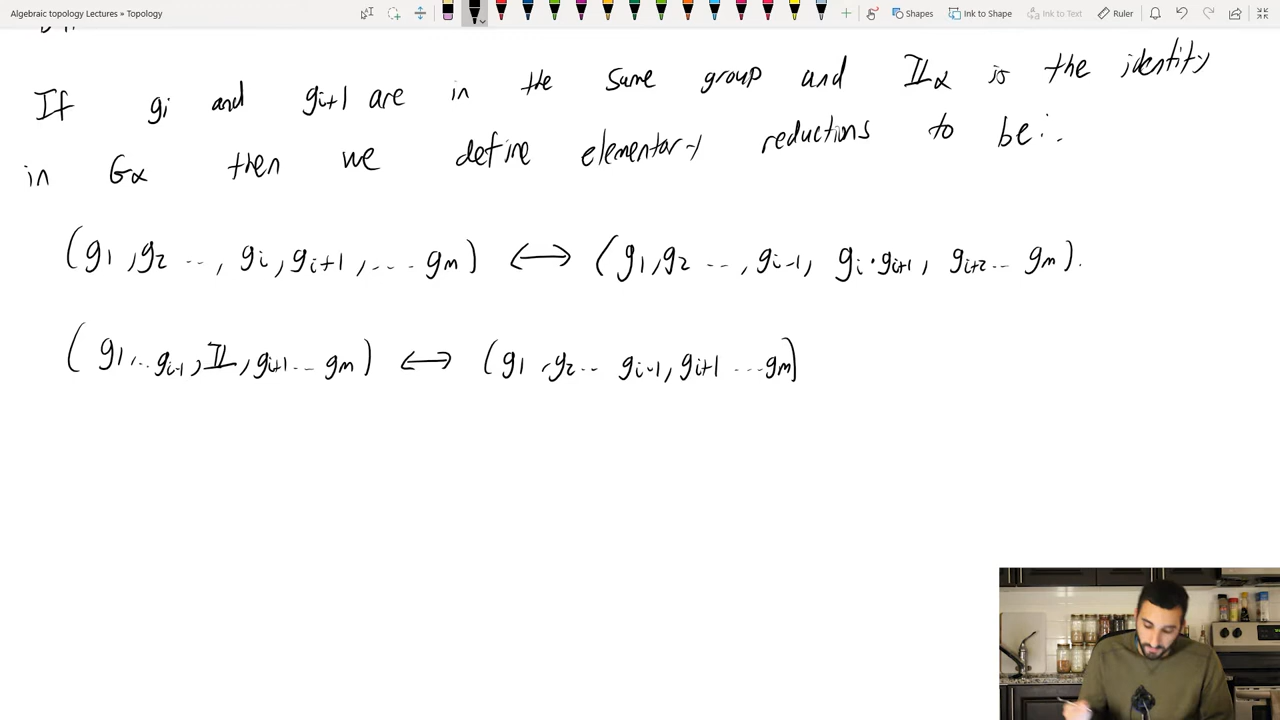 Algebraic topology Lectures » Topology
Shapes Ink to Shape Ink to Text Ruler
If gi and gi+1 are in the same group and 𝟙α is the identity
in Gα then we define elementary reductions to be:.
(g1, g2 ..., gi, gi+1, .... gm) ⟷ (g1, g2 ..., gi-1, gi·gi+1, gi+2... gm).
(g1,...gi-1, 𝟙, gi+1...gm) ⟷ (g1, g2... gi-1, gi+1 ...gm)